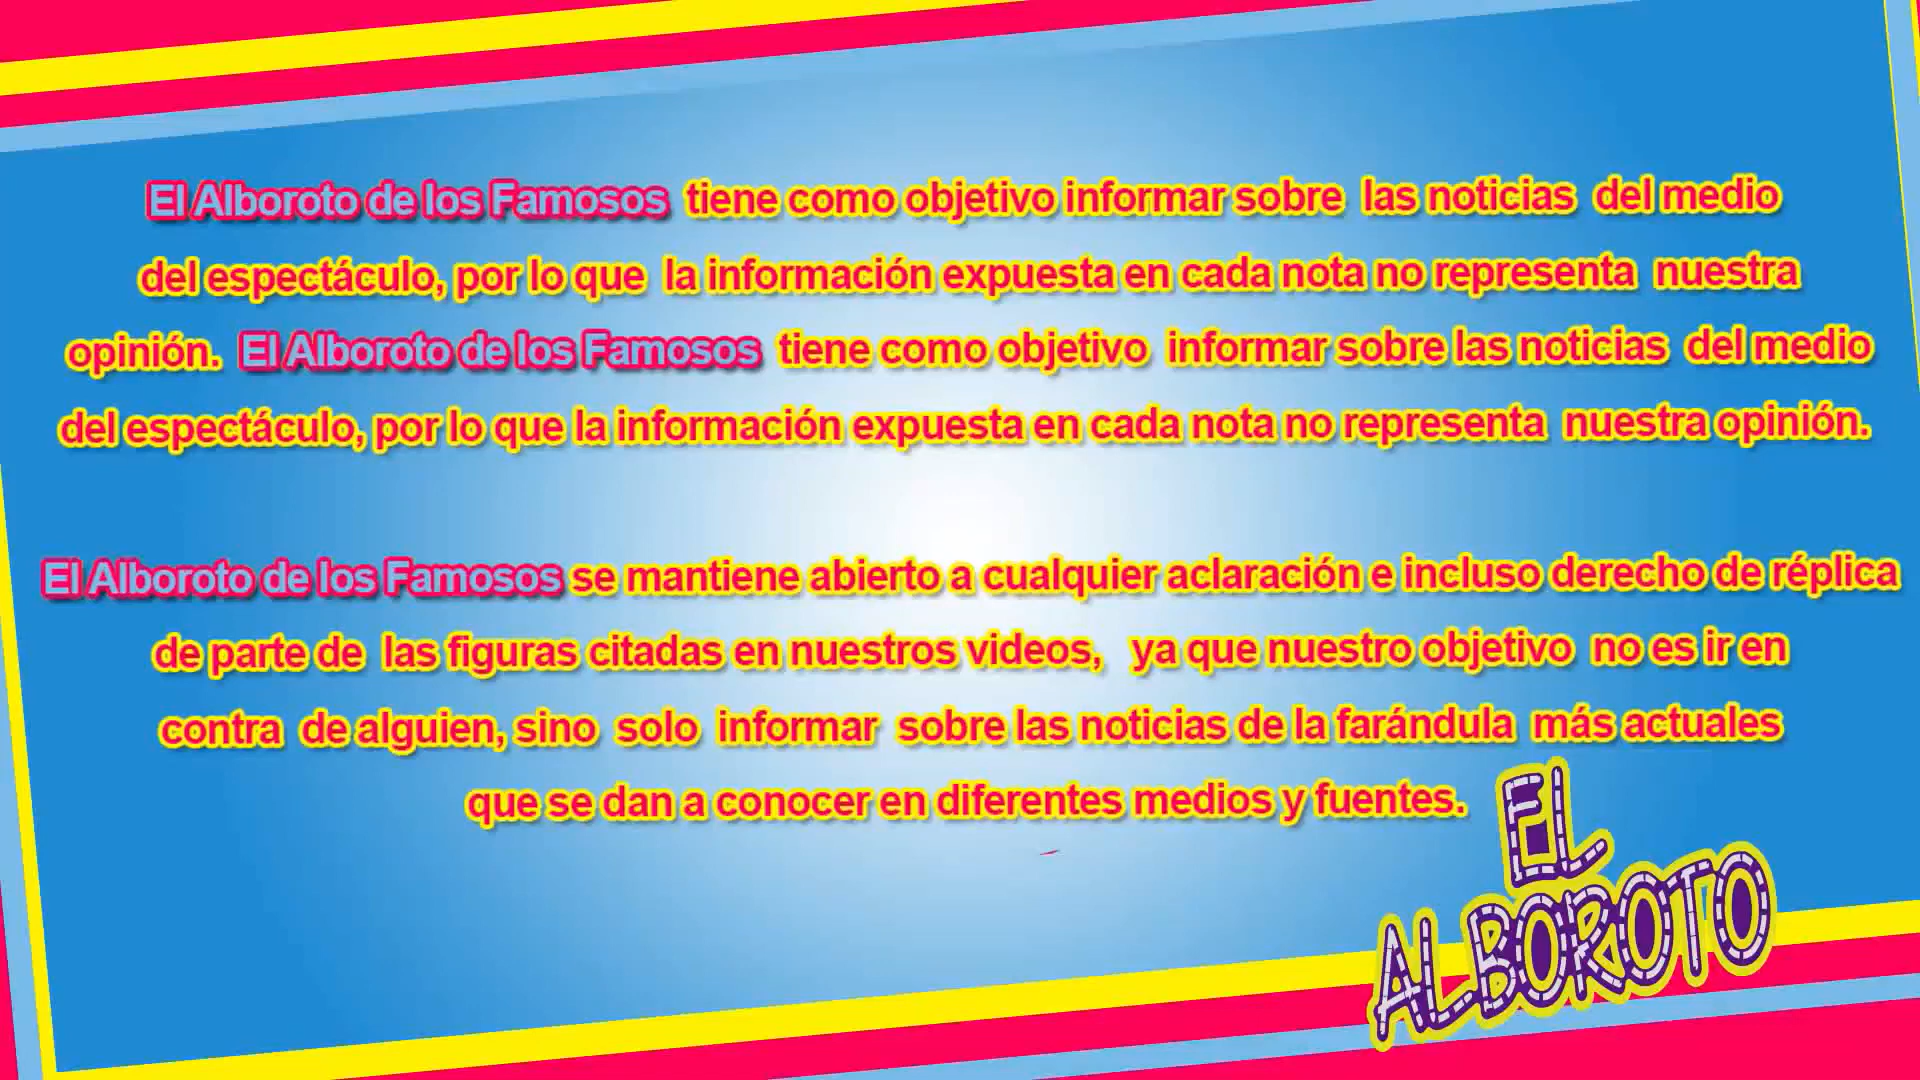 El Alboroto de los Famosos tiene como objetivo informar sobre las noticias del medio
del espectáculo, por lo que la información expuesta en cada nota no representa nuestra
opinión. El Alboroto de los Famosos tiene como objetivo informar sobre las noticias del medio
del espectáculo, por lo que la información expuesta en cada nota no representa nuestra opinión.
El Alboroto de los Famosos se mantiene abierto a cualquier aclaración e incluso derecho de réplica
de parte de las figuras citadas en nuestros videos, ya que nuestro objetivo no es ir en
contra de alguien, sino solo informar sobre las noticias de la farándula más actuales
que se dan a conocer en diferentes medios y fuentes.
EL
ALBOROTO